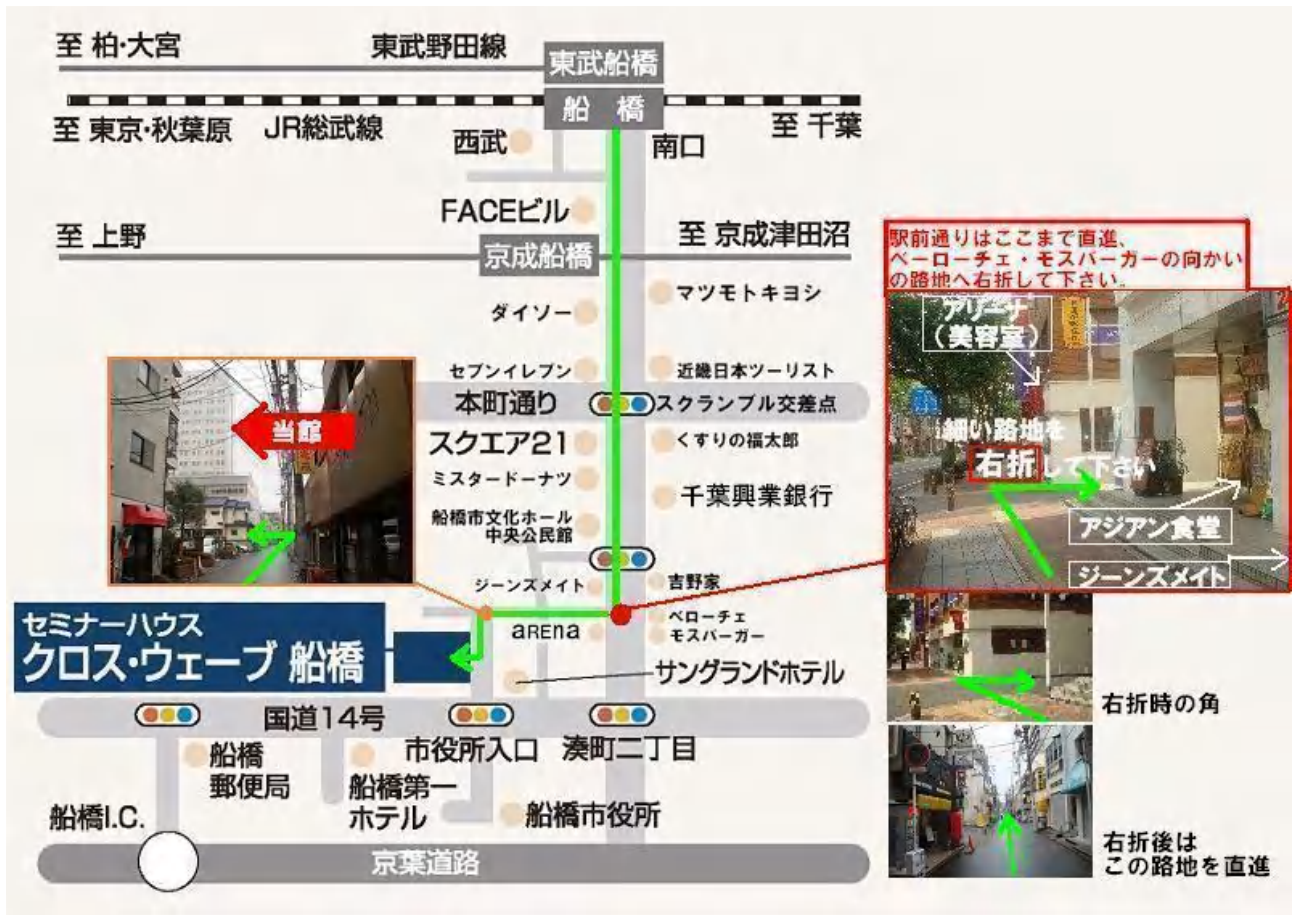 至 柏・大宮
東武野田線
東武船橋
船 橋
至 東京・秋葉原
JR総武線
至 千葉
西武
南口
FACEビル
至 上野
京成船橋
至 京成津田沼
駅前通りはここまで直進、
ベーローチェ・モスバーガーの向かい
の路地へ右折して下さい。
マツモトキヨシ
ダイソー
セブンイレブン
近畿日本ツーリスト
本町通り
スクランブル交差点
スクエア21
くすりの福太郎
ミスタードーナツ
千葉興業銀行
船橋市文化ホール
中央公民館
ジーンズメイト
吉野家
aREna
ベローチェ
モスバーガー
サングランドホテル
当館
セミナーハウス
クロス・ウェーブ 船橋
国道14号
市役所入口
湊町二丁目
船橋
郵便局
船橋第一
ホテル
船橋市役所
船橋I.C.
京葉道路
アリーナ
(美容室)
細い路地を
右折して下さい
アジアン食堂
ジーンズメイト
右折時の角
右折後は
この路地を直進